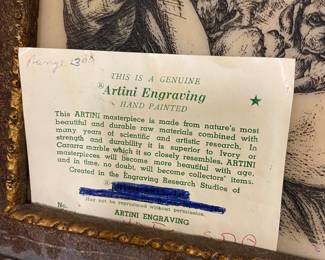 THIS IS A GENUINE
®Artini Engraving
HAND PAINTED
This ARTINI masterpiece is made from nature's most
beautiful and durable raw materials combined with
many years of scientific and artistic research. In
strength and durability it is superior to Ivory or
Cararra marble which it so closely resembles. ARTINI
masterpieces will become more beautiful with age,
and in time, no doubt, will become collectors' items.
Created in the Engraving Research Studios of
May not be reproduced without permission.
No.
ARTINI ENGRAVING